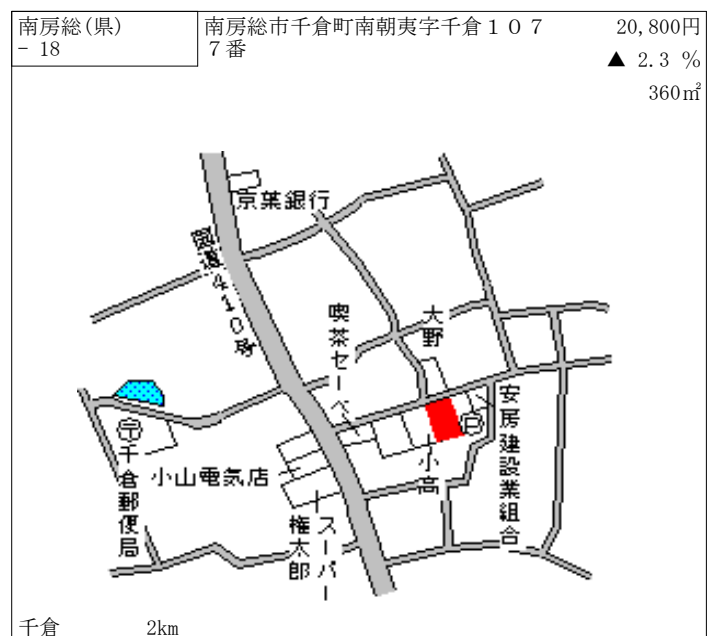 南房総(県)
- 18
南房総市千倉町南朝夷字千倉１０７
７番
20,800円
▲ 2.3 %
360㎡
京葉銀行
国道410号
喫茶セーベ
大野
安房建設業組合
P
小高
〒
千倉郵便局
小山電気店
スーパー
権太郎
千倉 2km